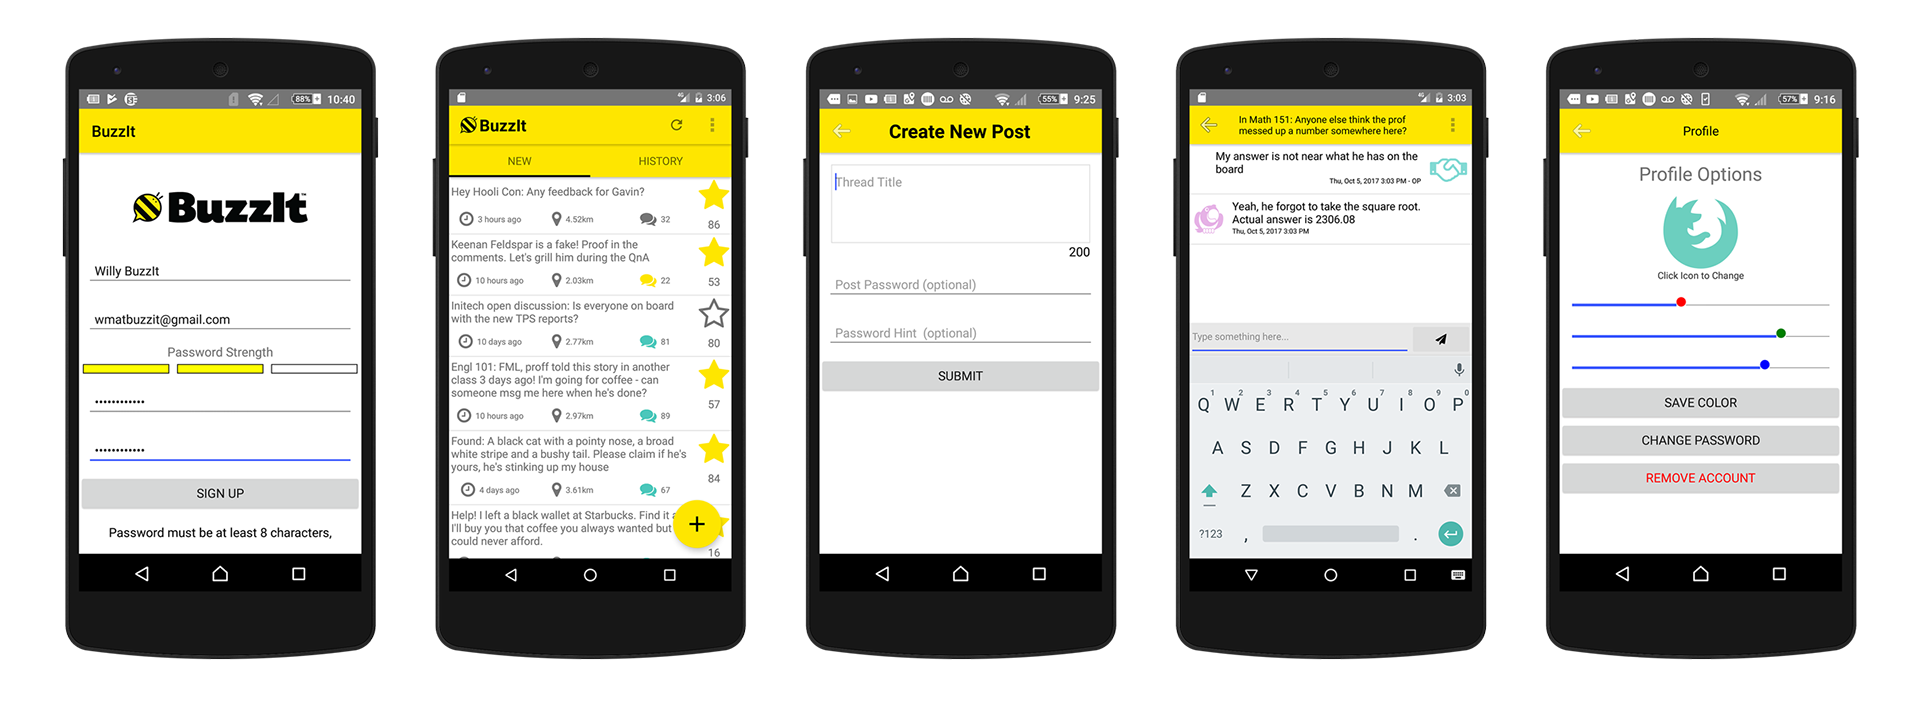 88%
10:40
BuzzIt
BuzzIt™
Willy BuzzIt
wmatbuzzit@gmail.com
Password Strength
••••••••••••
••••••••••••
SIGN UP
Password must be at least 8 characters,
4G
3:06
BuzzIt
NEW
HISTORY
Hey Hooli Con: Any feedback for Gavin?
3 hours ago
4.52km
32
86
Keenan Feldspar is a fake! Proof in the
comments. Let's grill him during the QnA
10 hours ago
2.03km
22
53
Initech open discussion: Is everyone on board
with the new TPS reports?
10 days ago
2.77km
81
80
Engl 101: FML, proff told this story in another
class 3 days ago! I'm going for coffee - can
someone msg me here when he's done?
10 hours ago
2.97km
89
57
Found: A black cat with a pointy nose, a broad
white stripe and a bushy tail. Please claim if he's
yours, he's stinking up my house
4 days ago
3.61km
67
84
Help! I left a black wallet at Starbucks. Find it
I'll buy you that coffee you always wanted but
could never afford.
+
16
55%
9:25
Create New Post
Thread Title
200
Post Password (optional)
Password Hint (optional)
SUBMIT
4G
3:03
In Math 151: Anyone else think the prof
messed up a number somewhere here?
My answer is not near what he has on the
board
Thu, Oct 5, 2017 3:03 PM - OP
Yeah, he forgot to take the square root.
Actual answer is 2306.08
Thu, Oct 5, 2017 3:03 PM
Type something here...
1 2 3 4 5 6 7 8 9 0
Q W E R T Y U I O P
A S D F G H J K L
Z X C V B N M
?123 , .
57%
9:16
Profile
Profile Options
Click Icon to Change
SAVE COLOR
CHANGE PASSWORD
REMOVE ACCOUNT